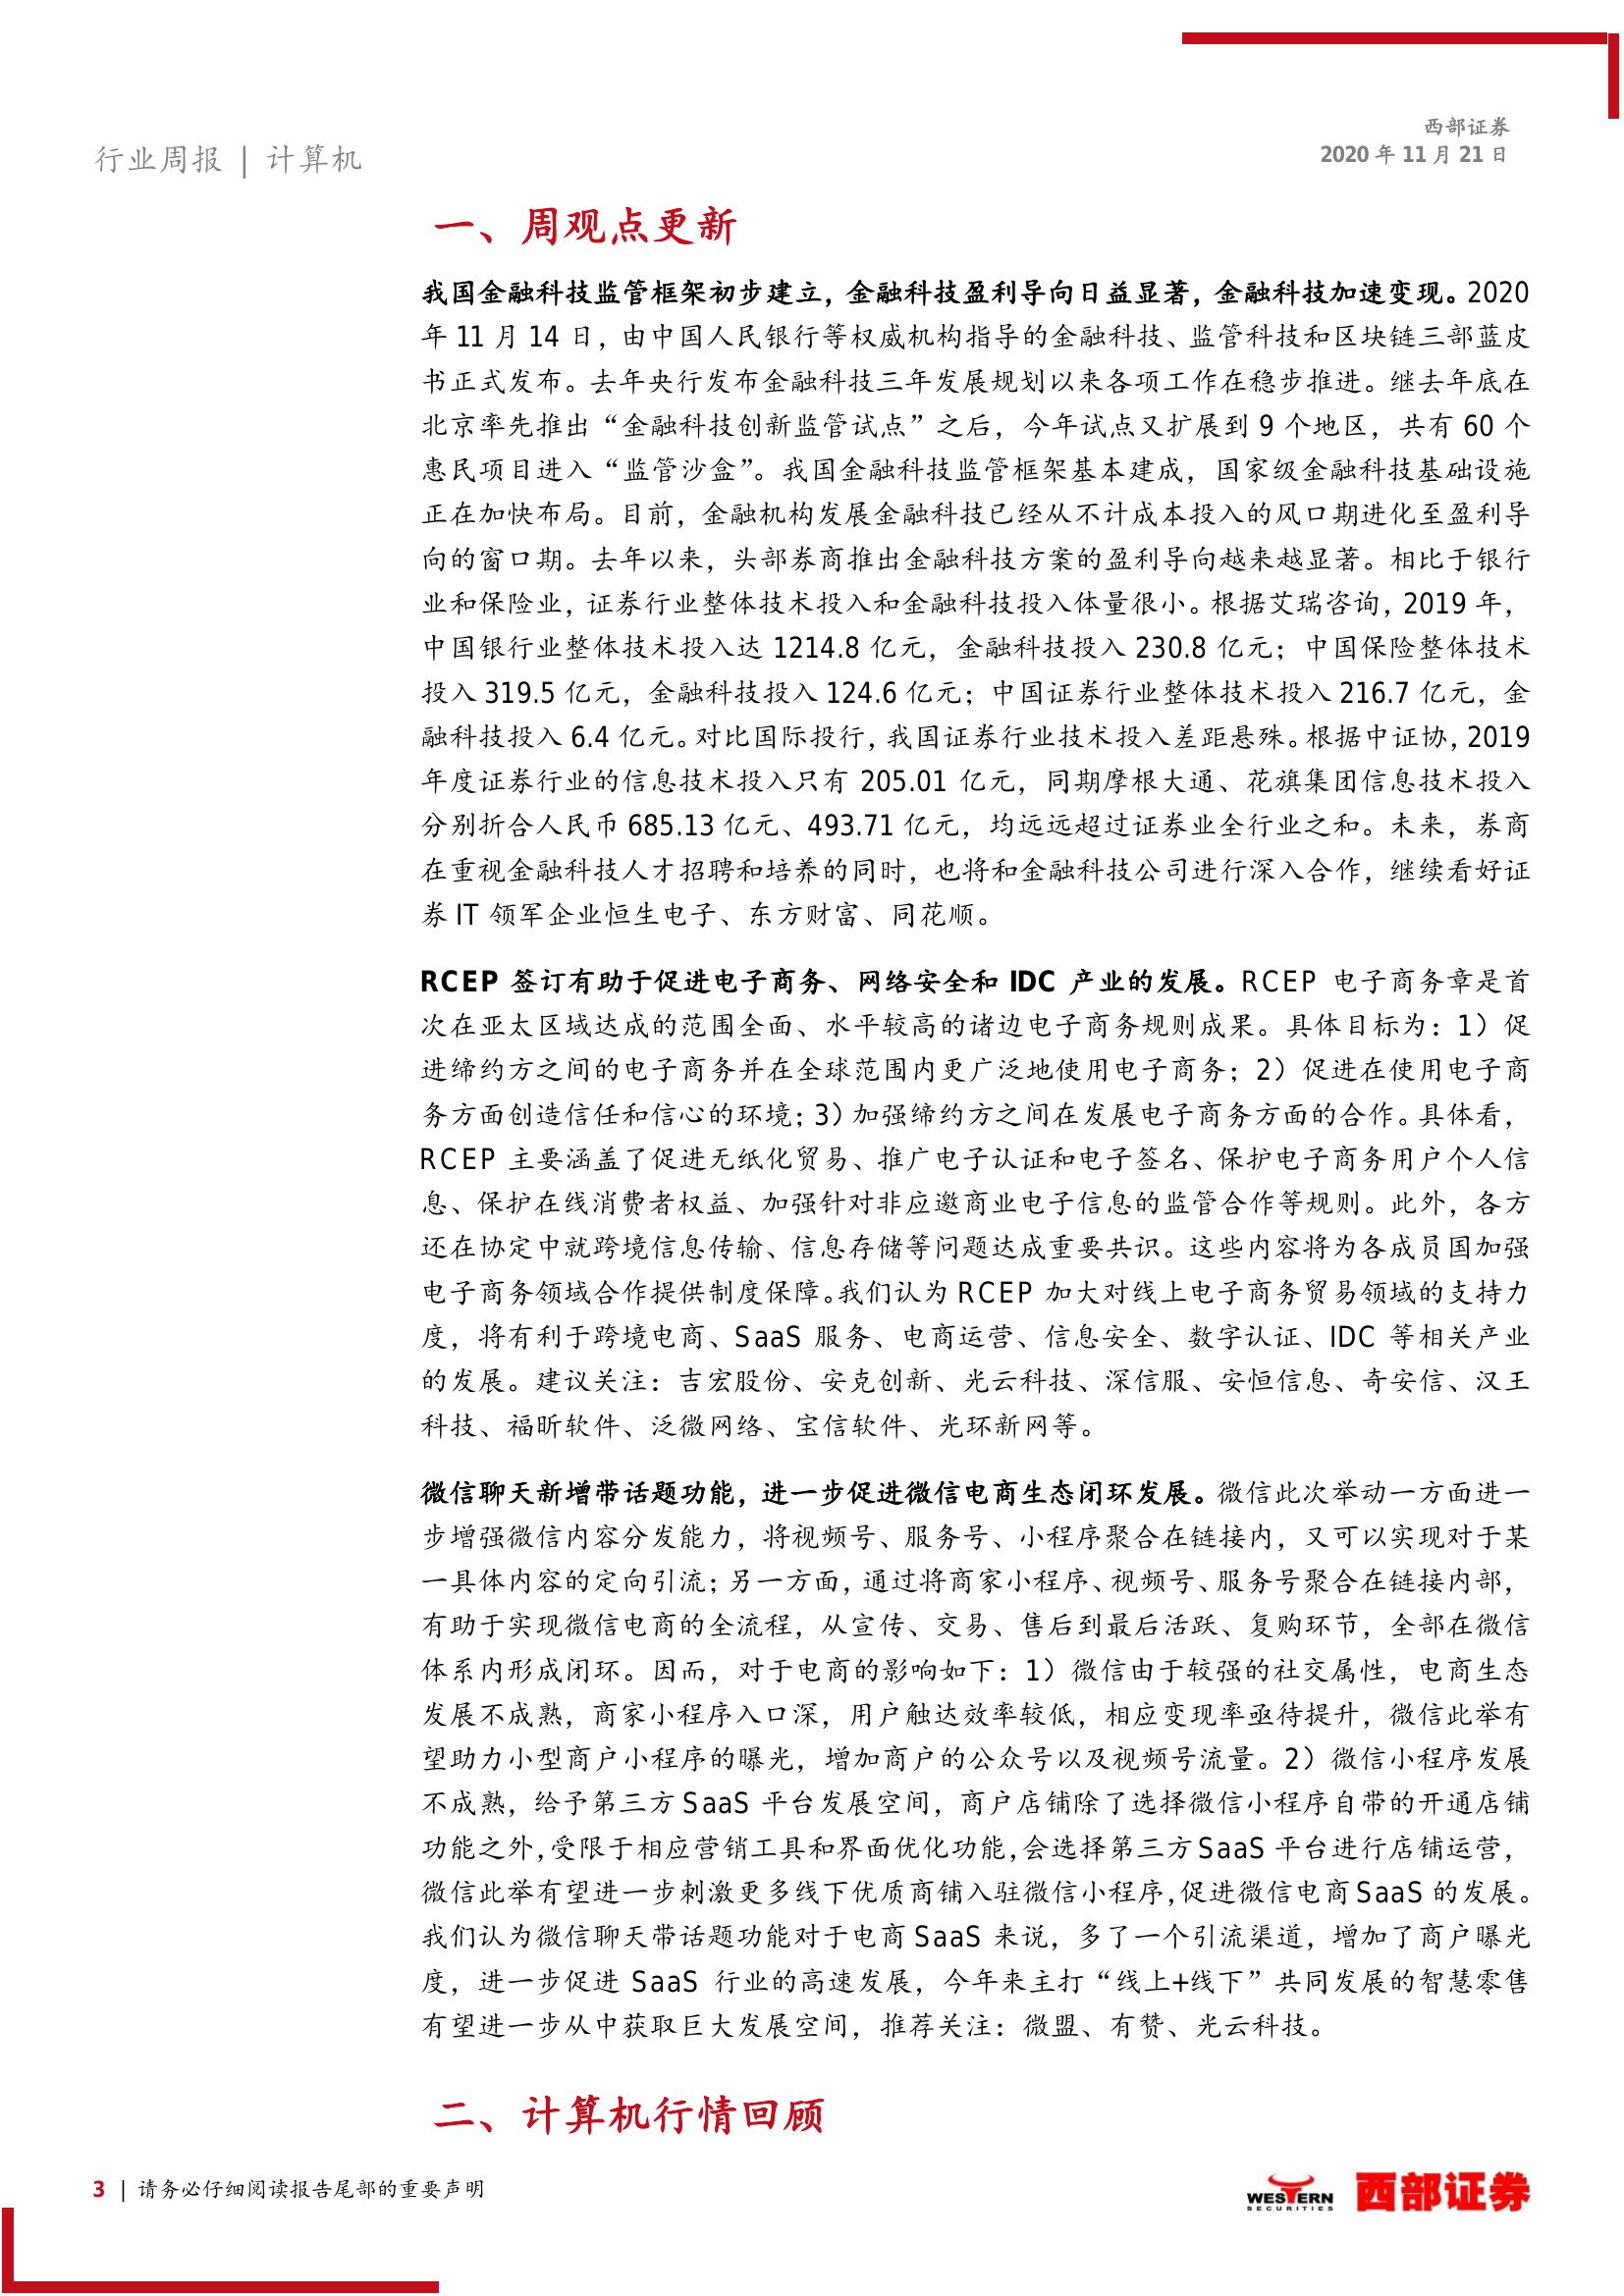 西部证券
行业周报 | 计算机
2020 年 11 月 21 日
一、周观点更新
我国金融科技监管框架初步建立，金融科技盈利导向日益显著，金融科技加速变现。2020
年 11 月 14 日，由中国人民银行等权威机构指导的金融科技、监管科技和区块链三部蓝皮
书正式发布。去年央行发布金融科技三年发展规划以来各项工作在稳步推进。继去年底在
北京率先推出“金融科技创新监管试点”之后，今年试点又扩展到 9 个地区，共有 60 个
惠民项目进入“监管沙盒”。我国金融科技监管框架基本建成，国家级金融科技基础设施
正在加快布局。目前，金融机构发展金融科技已经从不计成本投入的风口期进化至盈利导
向的窗口期。去年以来，头部券商推出金融科技方案的盈利导向越来越显著。相比于银行
业和保险业，证券行业整体技术投入和金融科技投入体量很小。根据艾瑞咨询，2019 年，
中国银行业整体技术投入达 1214.8 亿元，金融科技投入 230.8 亿元；中国保险整体技术
投入 319.5 亿元，金融科技投入 124.6 亿元；中国证券行业整体技术投入 216.7 亿元，金
融科技投入 6.4 亿元。对比国际投行，我国证券行业技术投入差距悬殊。根据中证协，2019
年度证券行业的信息技术投入只有 205.01 亿元，同期摩根大通、花旗集团信息技术投入
分别折合人民币 685.13 亿元、493.71 亿元，均远远超过证券业全行业之和。未来，券商
在重视金融科技人才招聘和培养的同时，也将和金融科技公司进行深入合作，继续看好证
券 IT 领军企业恒生电子、东方财富、同花顺。
RCEP 签订有助于促进电子商务、网络安全和 IDC 产业的发展。RCEP 电子商务章是首
次在亚太区域达成的范围全面、水平较高的诸边电子商务规则成果。具体目标为：1）促
进缔约方之间的电子商务并在全球范围内更广泛地使用电子商务；2）促进在使用电子商
务方面创造信任和信心的环境；3）加强缔约方之间在发展电子商务方面的合作。具体看，
RCEP 主要涵盖了促进无纸化贸易、推广电子认证和电子签名、保护电子商务用户个人信
息、保护在线消费者权益、加强针对非应邀商业电子信息的监管合作等规则。此外，各方
还在协定中就跨境信息传输、信息存储等问题达成重要共识。这些内容将为各成员国加强
电子商务领域合作提供制度保障。我们认为 RCEP 加大对线上电子商务贸易领域的支持力
度，将有利于跨境电商、SaaS 服务、电商运营、信息安全、数字认证、IDC 等相关产业
的发展。建议关注：吉宏股份、安克创新、光云科技、深信服、安恒信息、奇安信、汉王
科技、福昕软件、泛微网络、宝信软件、光环新网等。
微信聊天新增带话题功能，进一步促进微信电商生态闭环发展。微信此次举动一方面进一
步增强微信内容分发能力，将视频号、服务号、小程序聚合在链接内，又可以实现对于某
一具体内容的定向引流；另一方面，通过将商家小程序、视频号、服务号聚合在链接内部，
有助于实现微信电商的全流程，从宣传、交易、售后到最后活跃、复购环节，全部在微信
体系内形成闭环。因而，对于电商的影响如下：1）微信由于较强的社交属性，电商生态
发展不成熟，商家小程序入口深，用户触达效率较低，相应变现率亟待提升，微信此举有
望助力小型商户小程序的曝光，增加商户的公众号以及视频号流量。2）微信小程序发展
不成熟，给予第三方 SaaS 平台发展空间，商户店铺除了选择微信小程序自带的开通店铺
功能之外，受限于相应营销工具和界面优化功能，会选择第三方 SaaS 平台进行店铺运营，
微信此举有望进一步刺激更多线下优质商铺入驻微信小程序，促进微信电商 SaaS 的发展。
我们认为微信聊天带话题功能对于电商 SaaS 来说，多了一个引流渠道，增加了商户曝光
度，进一步促进 SaaS 行业的高速发展，今年来主打“线上+线下”共同发展的智慧零售
有望进一步从中获取巨大发展空间，推荐关注：微盟、有赞、光云科技。
二、计算机行情回顾
3 | 请务必仔细阅读报告尾部的重要声明
WESTERN
SECURITIES
西部证券